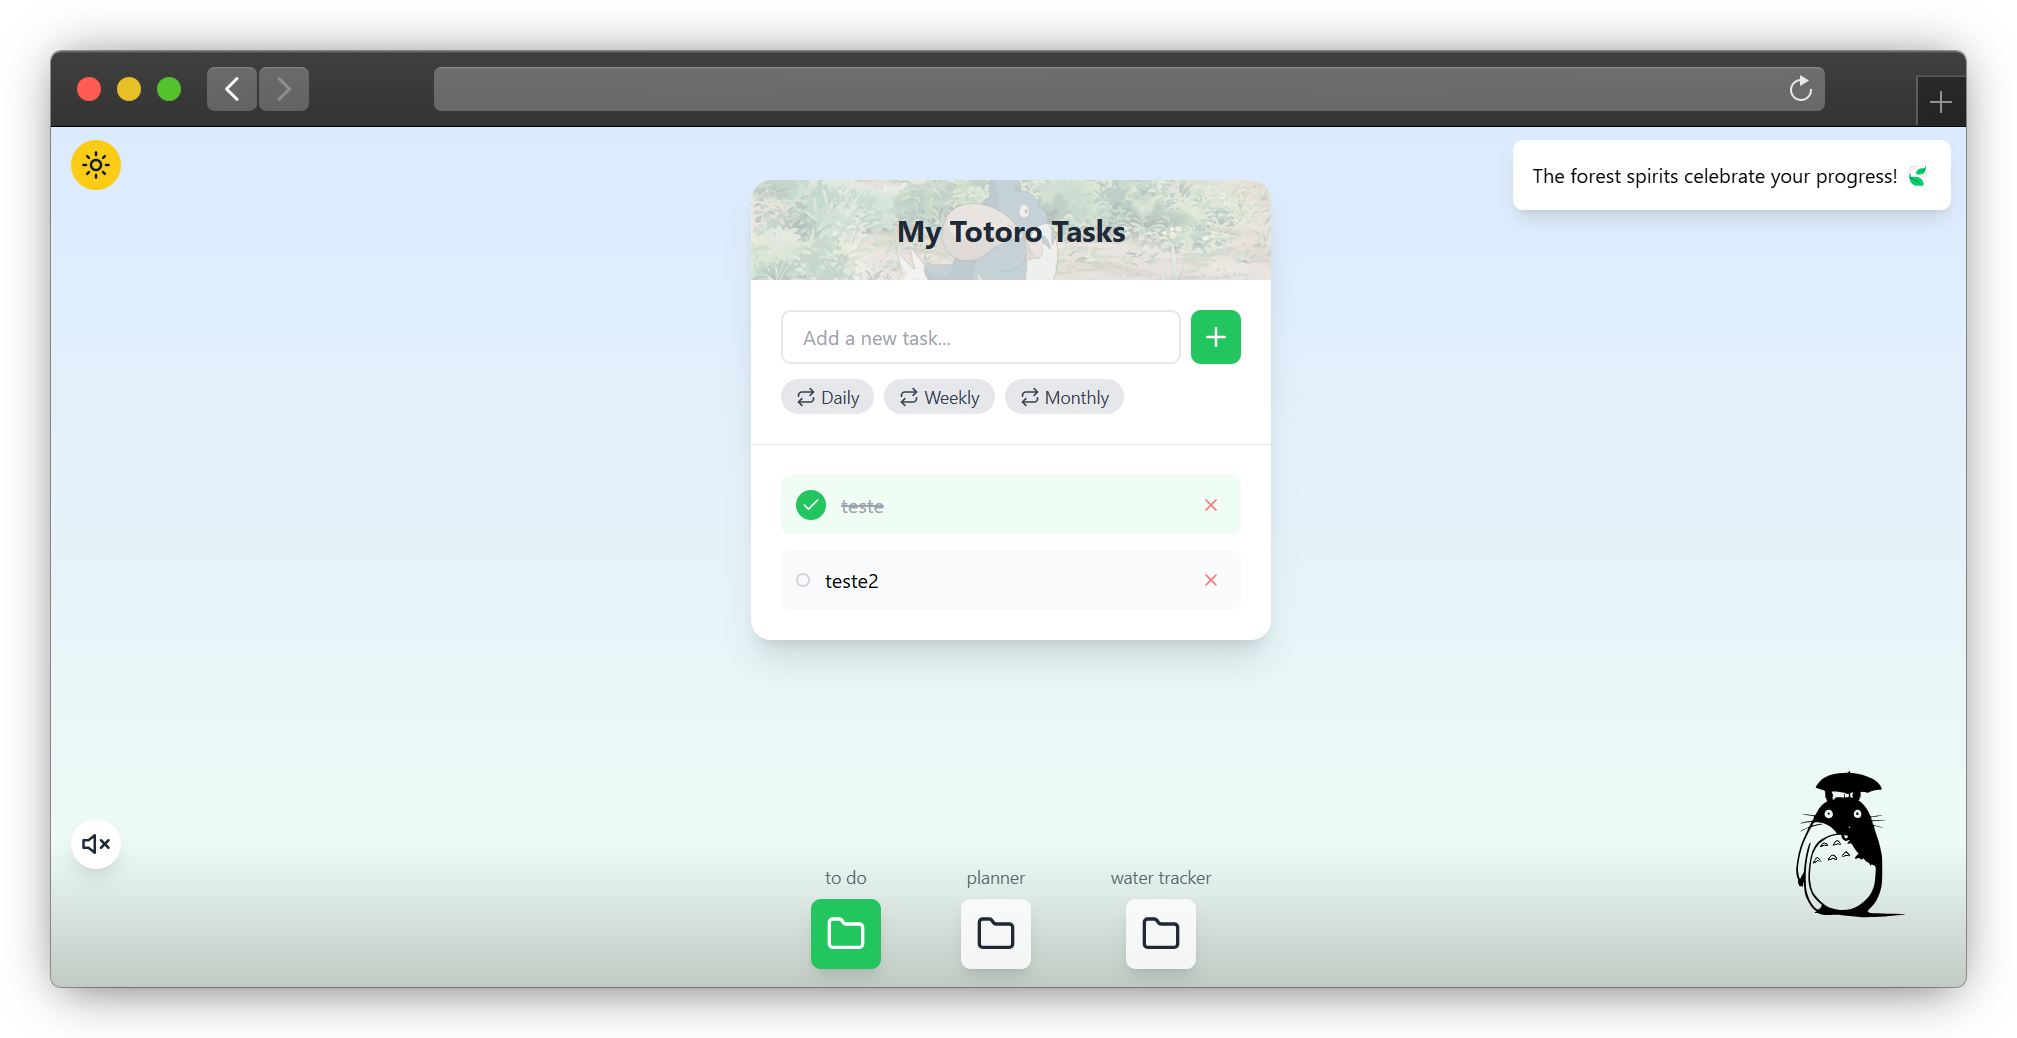 The forest spirits celebrate your progress!
My Totoro Tasks
Add a new task...
Daily
Weekly
Monthly
teste
teste2
to do
planner
water tracker